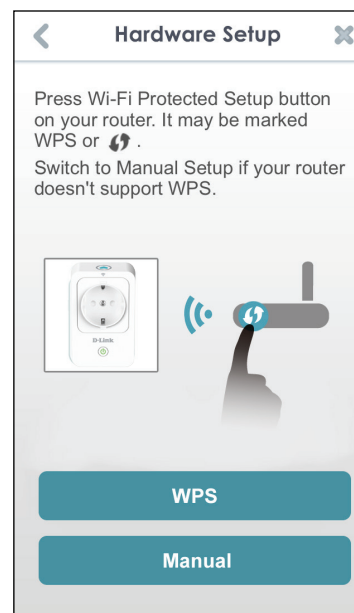 Hardware Setup
Press Wi-Fi Protected Setup button
on your router. It may be marked
WPS or .
Switch to Manual Setup if your router
doesn't support WPS.
D-Link
WPS
Manual